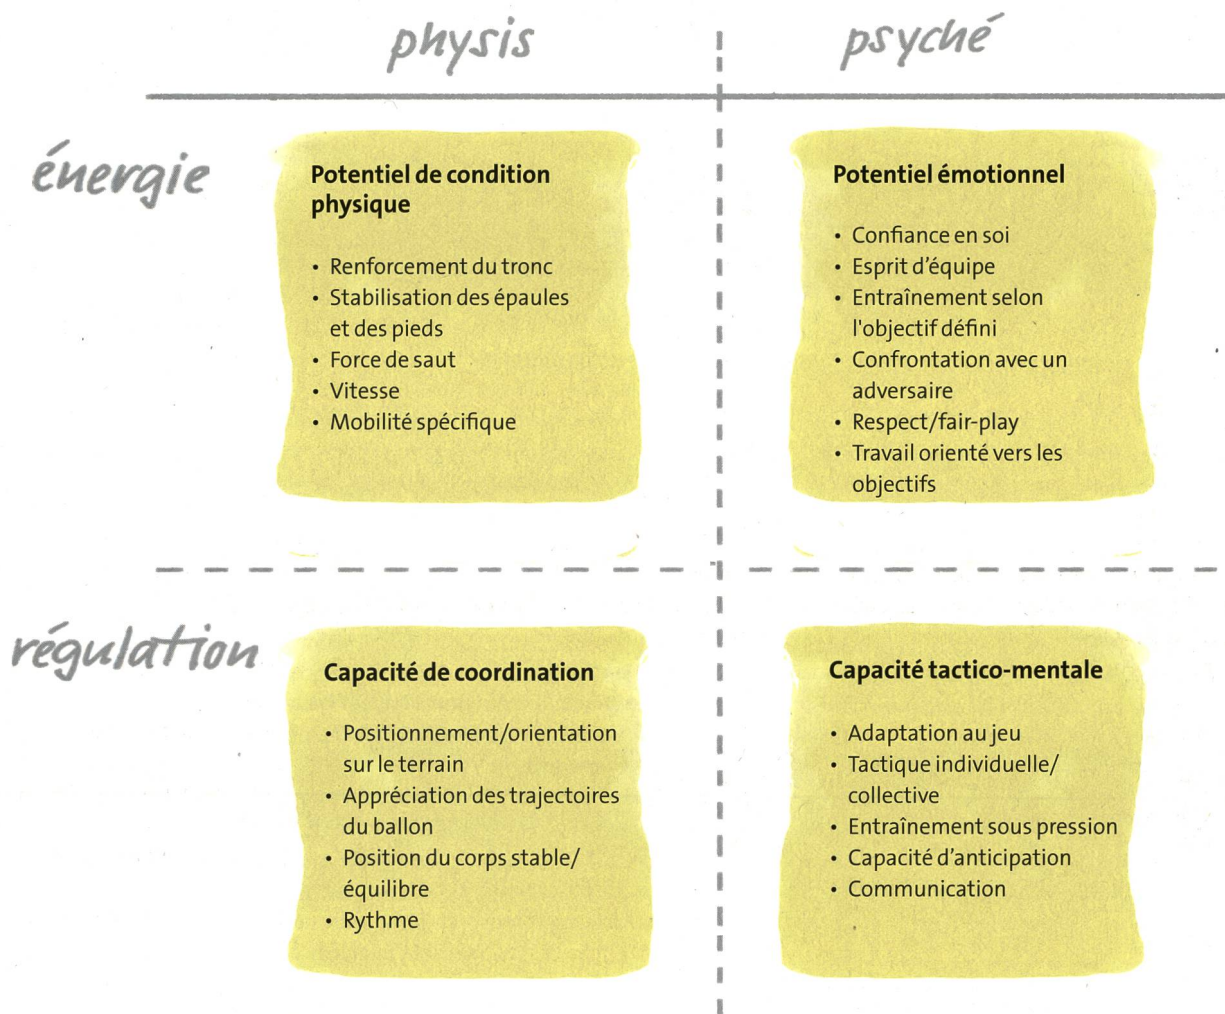 physis
psyché
énergie
Potentiel de condition
physique
• Renforcement du tronc
• Stabilisation des épaules
et des pieds
• Force de saut
• Vitesse
• Mobilité spécifique
Potentiel émotionnel
• Confiance en soi
• Esprit d'équipe
• Entraînement selon
l'objectif défini
• Confrontation avec un
adversaire
• Respect/fair-play
• Travail orienté vers les
objectifs
régulation
Capacité de coordination
• Positionnement/orientation
sur le terrain
• Appréciation des trajectoires
du ballon
• Position du corps stable/
équilibre
• Rythme
Capacité tactico-mentale
• Adaptation au jeu
• Tactique individuelle/
collective
• Entraînement sous pression
• Capacité d'anticipation
• Communication